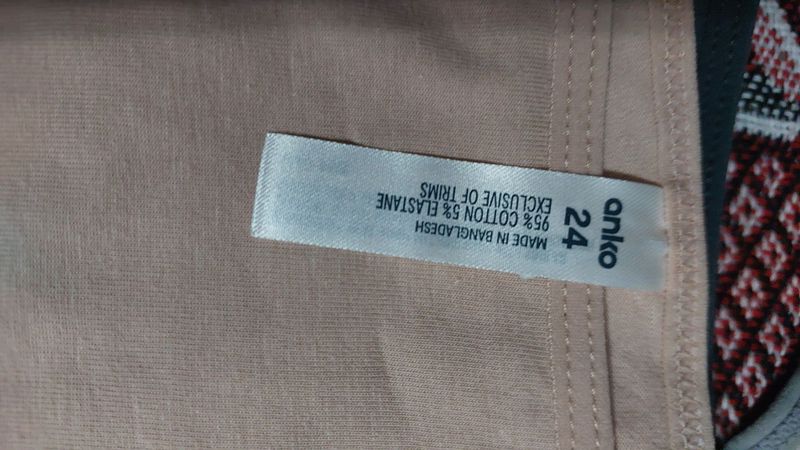 anko
24
MADE IN BANGLADESH
95% COTTON 5% ELASTANE
EXCLUSIVE OF TRIMS